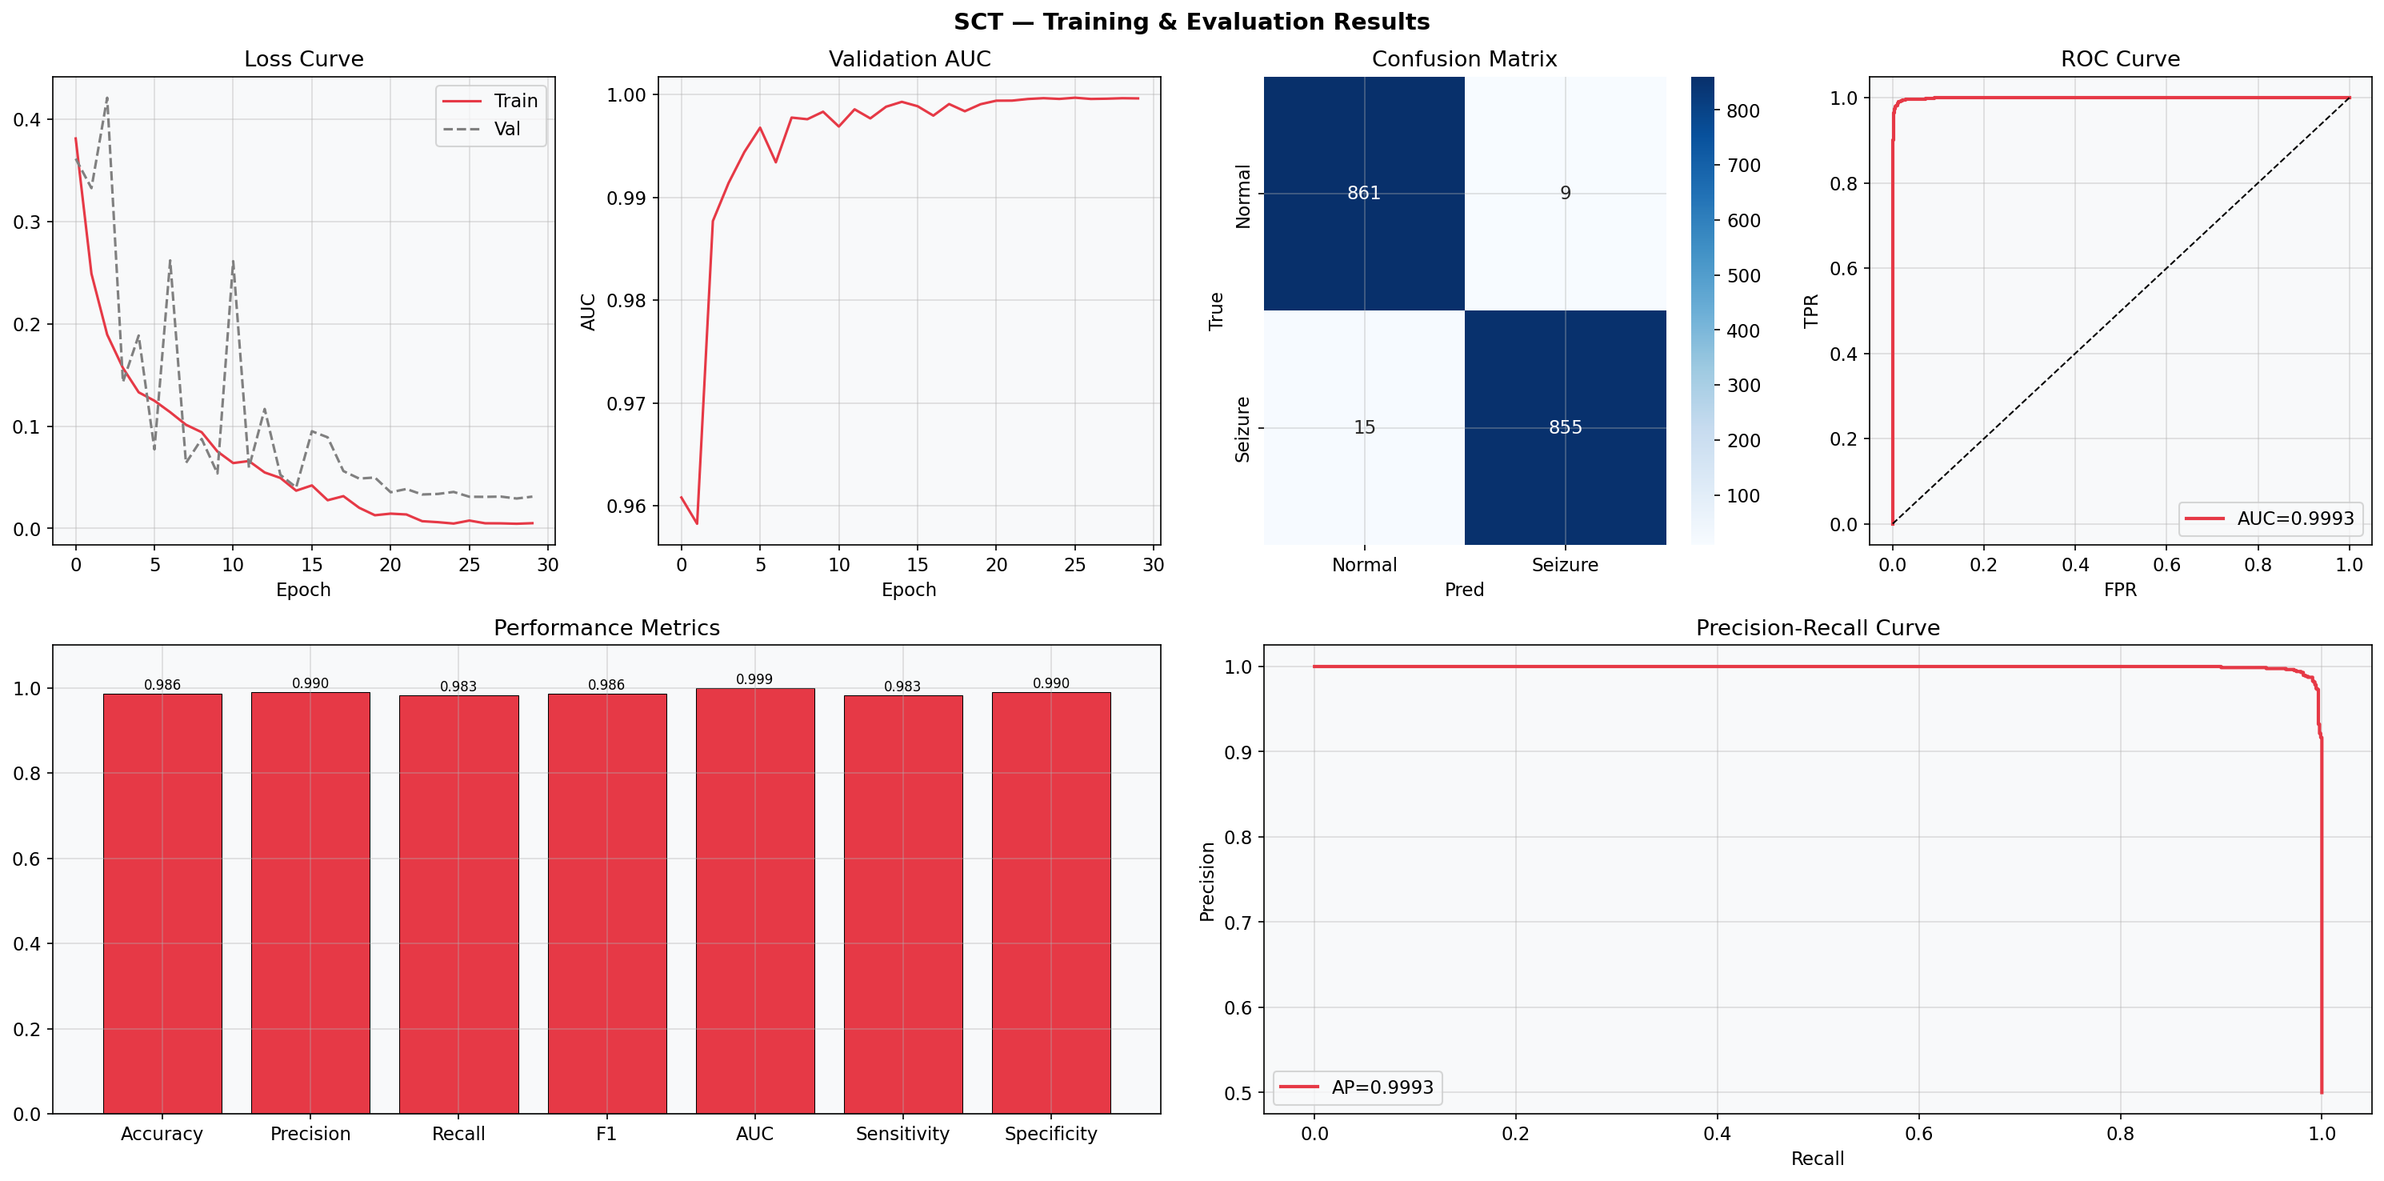 SCT — Training & Evaluation Results
Loss Curve
Train
Val
0.4
0.3
0.2
0.1
0.0
0 5 10 15 20 25 30
Epoch
Validation AUC
1.00
0.99
0.98
0.97
0.96
AUC
0 5 10 15 20 25 30
Epoch
Confusion Matrix
Normal
Seizure
True
861 9
15 855
Normal Seizure
Pred
800
700
600
500
400
300
200
100
ROC Curve
1.0
0.8
0.6
0.4
0.2
0.0
TPR
AUC=0.9993
0.0 0.2 0.4 0.6 0.8 1.0
FPR
Performance Metrics
1.0
0.8
0.6
0.4
0.2
0.0
0.986 0.990 0.983 0.986 0.999 0.983 0.990
Accuracy Precision Recall F1 AUC Sensitivity Specificity
Precision-Recall Curve
1.0
0.9
0.8
0.7
0.6
0.5
Precision
AP=0.9993
0.0 0.2 0.4 0.6 0.8 1.0
Recall